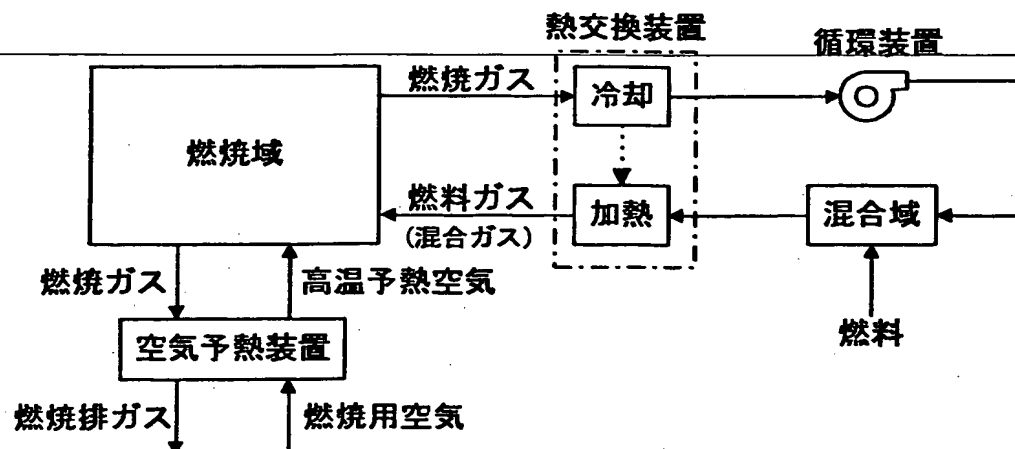 熱交換装置
循環装置
燃焼ガス
冷却
燃焼域
燃料ガス
(混合ガス)
加熱
混合域
燃焼ガス
高温予熱空気
燃料
空気予熱装置
燃焼排ガス
燃焼用空気